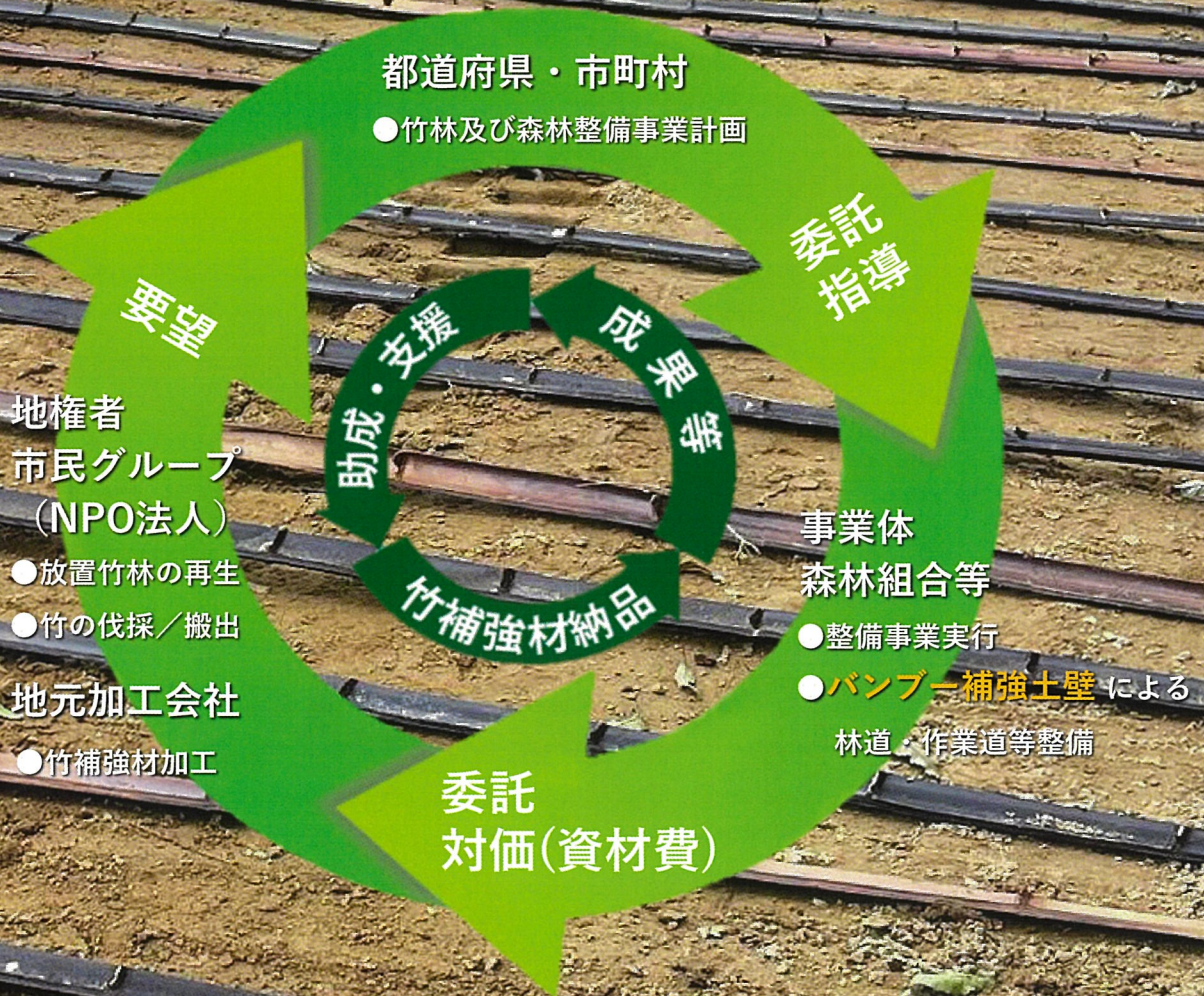 都道府県・市町村
●竹林及び森林整備事業計画
委託
指導
要望
助成・支援
成果等
竹補強材納品
地権者
市民グループ
（NPO法人）
●放置竹林の再生
●竹の伐採／搬出
地元加工会社
●竹補強材加工
事業体
森林組合等
●整備事業実行
●バンブー補強土壁 による
林道・作業道等整備
委託
対価(資材費)